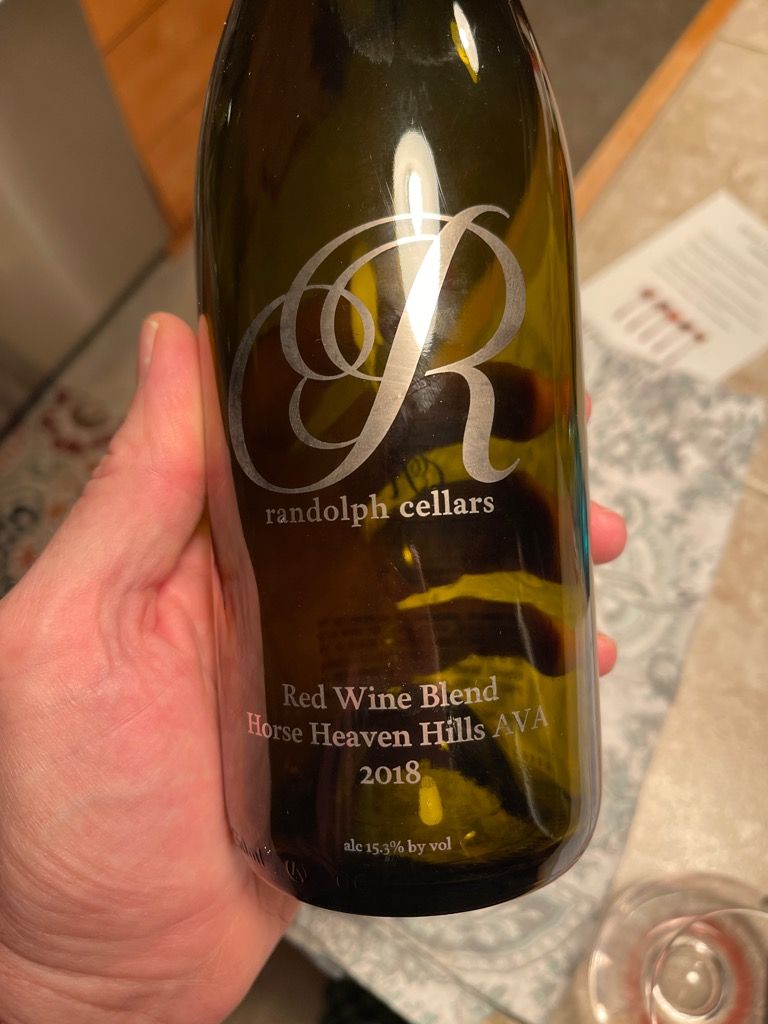 R
randolph cellars
Red Wine Blend
Horse Heaven Hills AVA
2018
alc 15.3% by vol